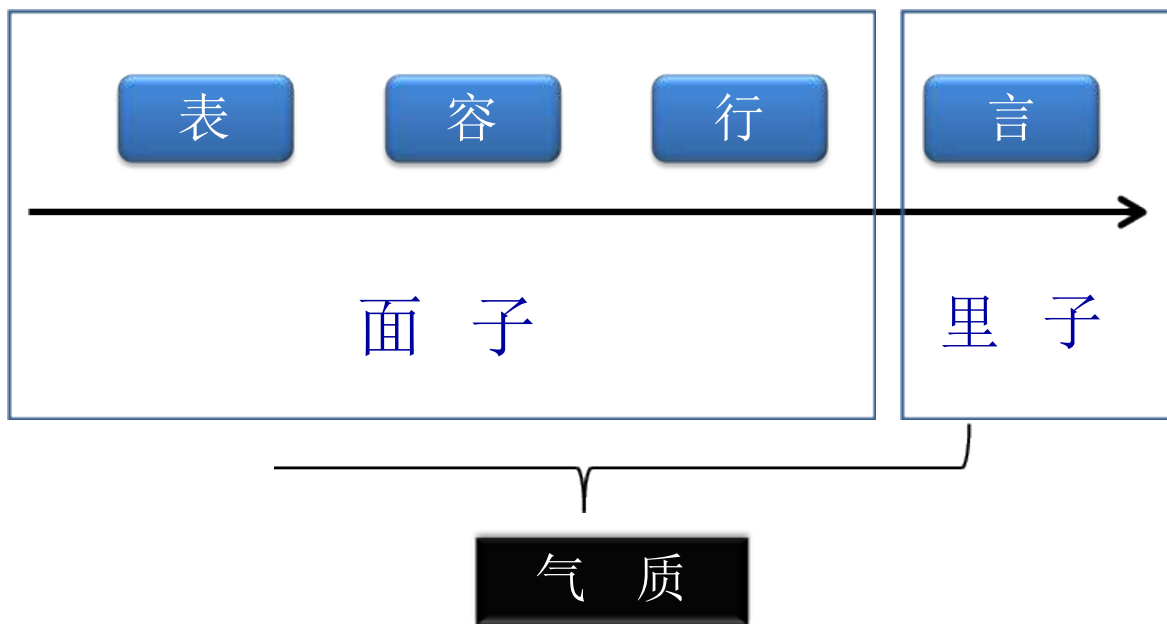 表 容 行 言
面 子 里 子
气 质